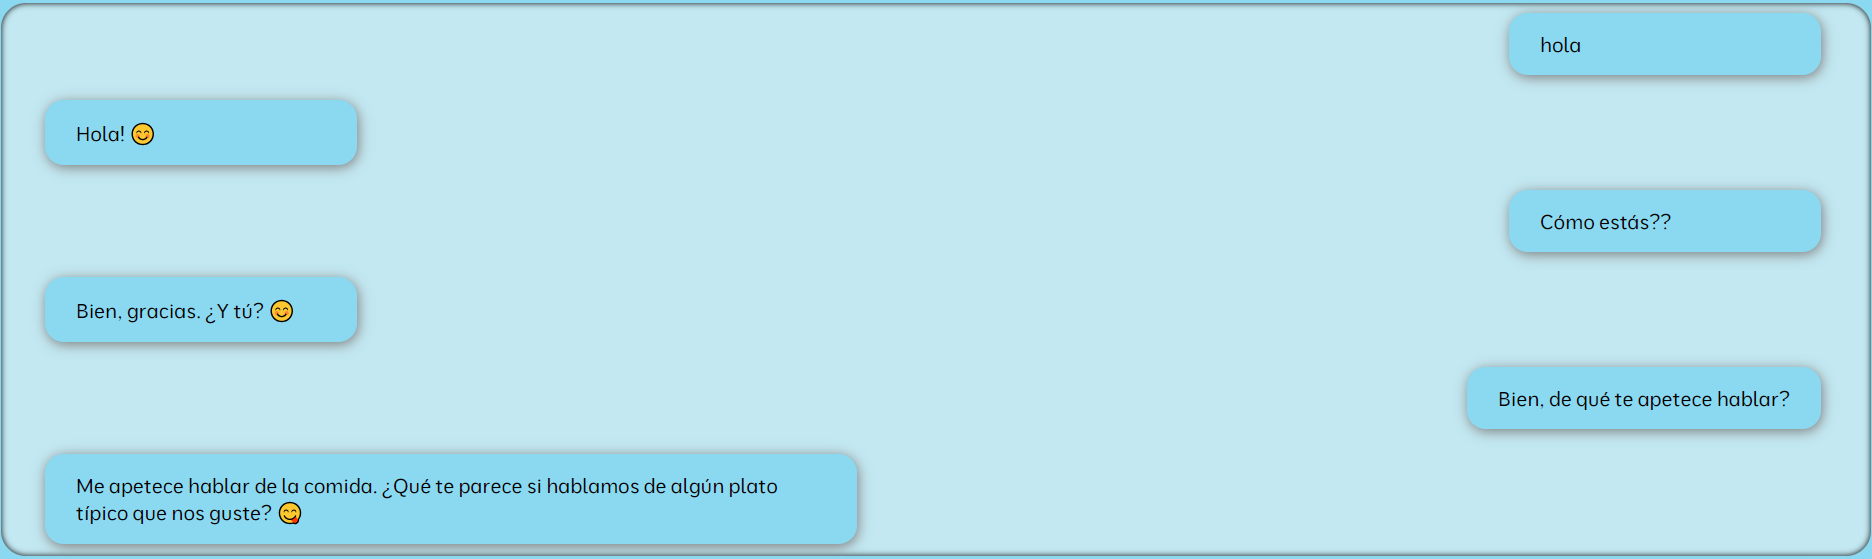 hola
Hola! 😊
Cómo estás??
Bien, gracias. ¿Y tú? 😊
Bien, de qué te apetece hablar?
Me apetece hablar de la comida. ¿Qué te parece si hablamos de algún plato
típico que nos guste? 😋